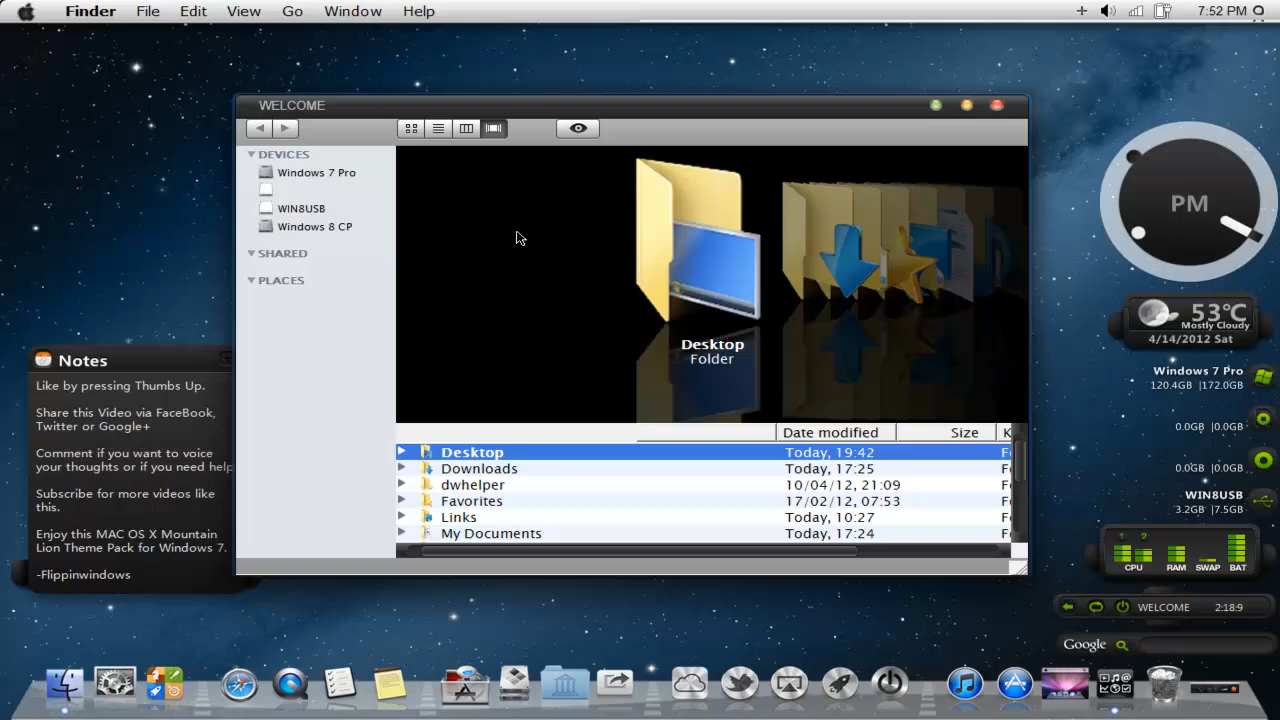 Finder File Edit View Go Window Help
7:52 PM
WELCOME
DEVICES
Windows 7 Pro
WIN8USB
Windows 8 CP
SHARED
PLACES
Desktop
Folder
Date modified Size K
Desktop Today, 19:42 F
Downloads Today, 17:25 F
dwhelper 10/04/12, 21:09 F
Favorites 17/02/12, 07:53 F
Links Today, 10:27 F
My Documents Today, 17:24 F
Notes
Like by pressing Thumbs Up.
Share this Video via FaceBook,
Twitter or Google+
Comment if you want to voice
your thoughts or if you need help
Subscribe for more videos like
this.
Enjoy this MAC OS X Mountain
Lion Theme Pack for Windows 7.
-Flippinwindows
PM
53℃
Mostly Cloudy
4/14/2012 Sat
Windows 7 Pro
120.4GB |172.0GB
0.0GB |0.0GB
0.0GB |0.0GB
WIN8USB
3.2GB |7.5GB
1 2
CPU RAM SWAP BAT
WELCOME 2:18:9
Google